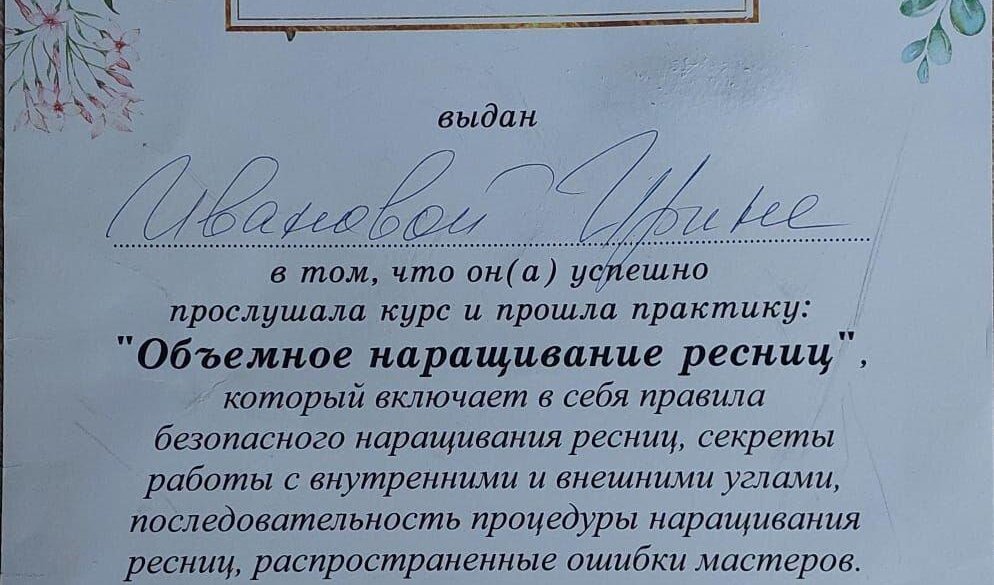 выдан
Ивановой Ирине
в том, что он(а) успешно
прослушала курс и прошла практику:
"Объемное наращивание ресниц",
который включает в себя правила
безопасного наращивания ресниц, секреты
работы с внутренними и внешними углами,
последовательность процедуры наращивания
ресниц, распространенные ошибки мастеров.